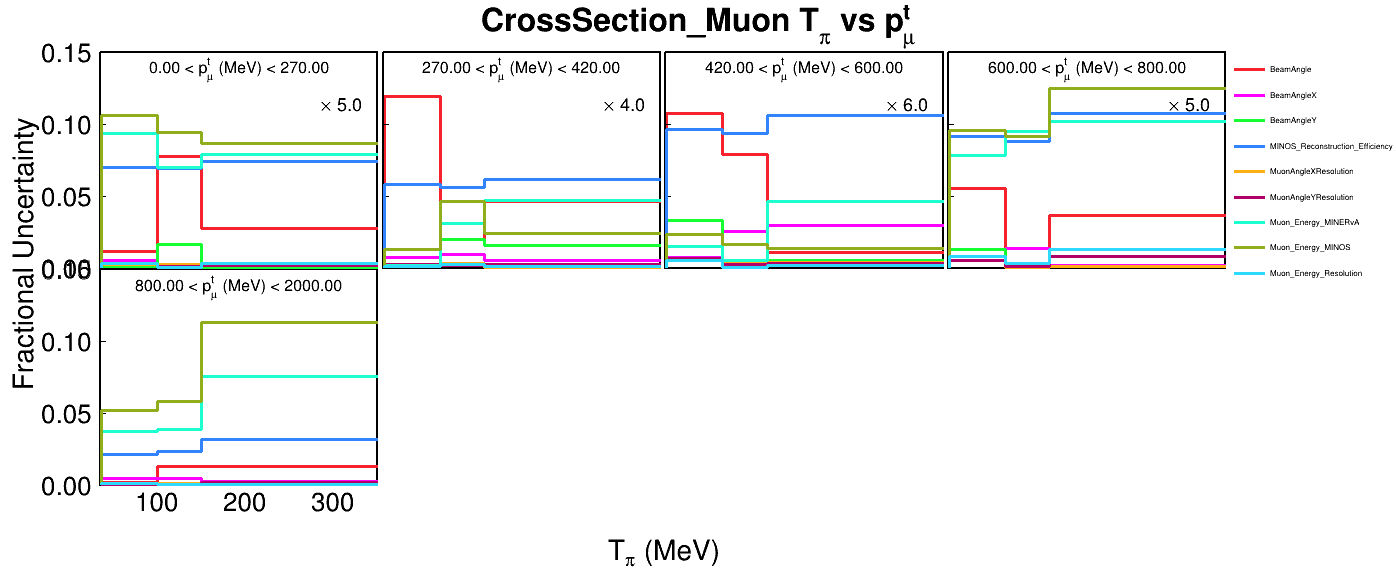 CrossSection_Muon T_π vs p_μ^t
Fractional Uncertainty
0.15
0.10
0.05
0.00
0.00 < p_μ^t (MeV) < 270.00
× 5.0
270.00 < p_μ^t (MeV) < 420.00
× 4.0
420.00 < p_μ^t (MeV) < 600.00
× 6.0
600.00 < p_μ^t (MeV) < 800.00
× 5.0
BeamAngle
BeamAngleX
BeamAngleY
MINOS_Reconstruction_Efficiency
MuonAngleXResolution
MuonAngleYResolution
Muon_Energy_MINERvA
Muon_Energy_MINOS
Muon_Energy_Resolution
800.00 < p_μ^t (MeV) < 2000.00
0.10
0.05
0.00
100 200 300
T_π (MeV)